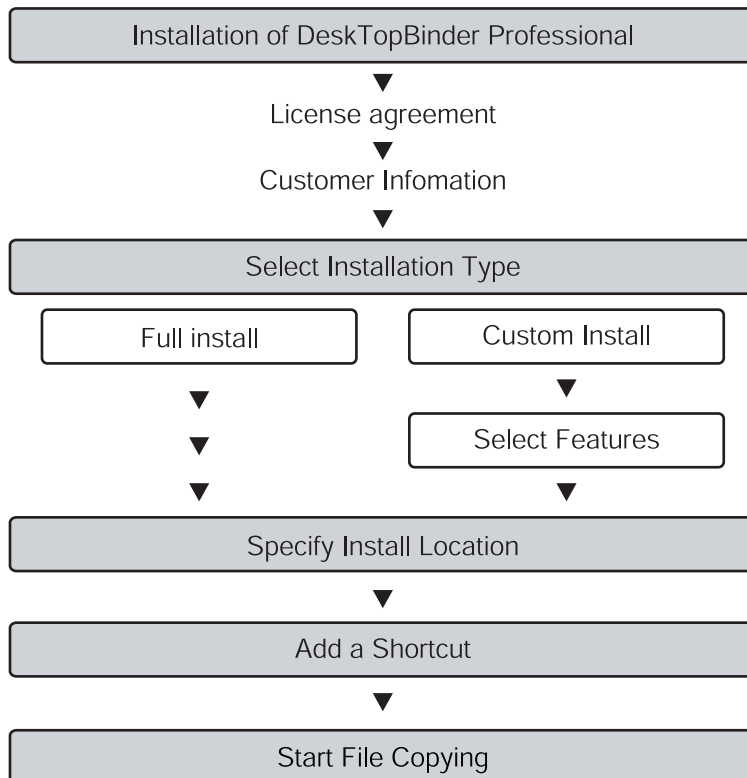 Installation of DeskTopBinder Professional
License agreement
Customer Infomation
Select Installation Type
Full install
Custom Install
Select Features
Specify Install Location
Add a Shortcut
Start File Copying